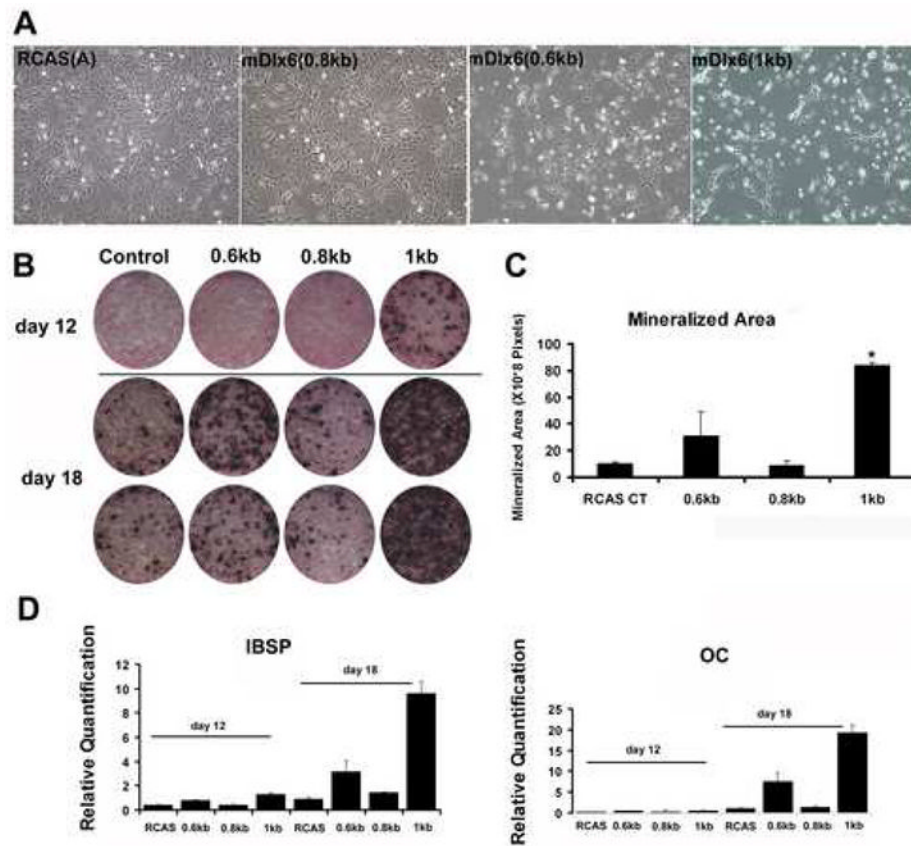 A
RCAS(A) mDlx6(0.8kb) mDlx6(0.6kb) mDlx6(1kb)
B
Control 0.6kb 0.8kb 1kb
day 12
day 18
C
Mineralized Area
Mineralized Area (X10*8 Pixels)
100
80
60
40
20
0
*
RCAS CT 0.6kb 0.8kb 1kb
D
IBSP
Relative Quantification
12
10
8
6
4
2
0
day 12
day 18
RCAS 0.6kb 0.8kb 1kb RCAS 0.6kb 0.8kb 1kb
OC
Relative Quantification
25
20
15
10
5
0
day 12
day 18
RCAS 0.6kb 0.8kb 1kb RCAS 0.6kb 0.8kb 1kb